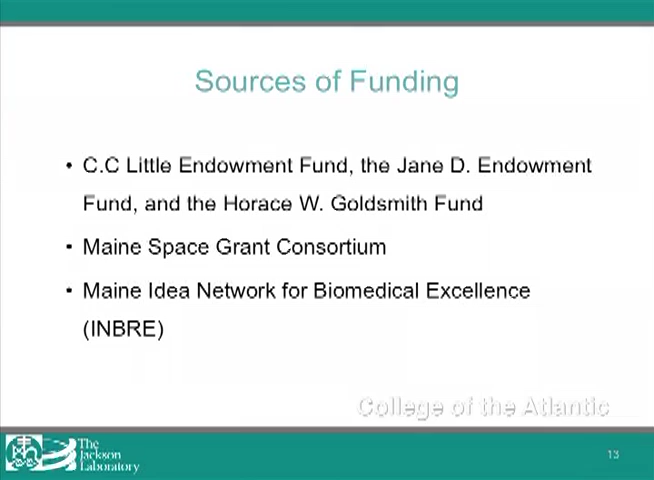 Sources of Funding
• C.C Little Endowment Fund, the Jane D. Endowment
Fund, and the Horace W. Goldsmith Fund
• Maine Space Grant Consortium
• Maine Idea Network for Biomedical Excellence
(INBRE)
College of the Atlantic
The
Jackson
Laboratory
13